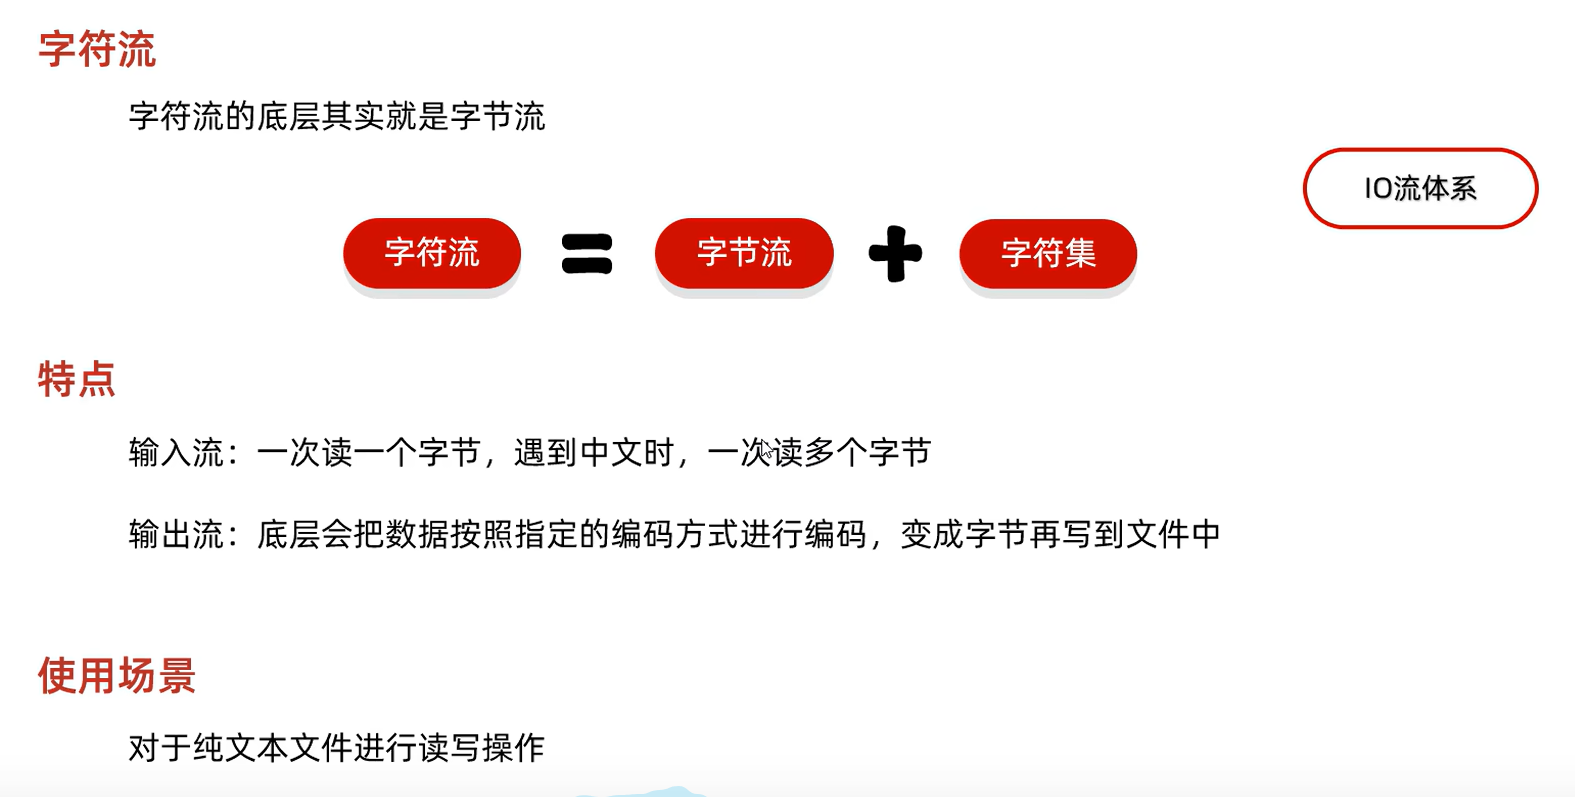 字符流
字符流的底层其实就是字节流
IO流体系
字符流 = 字节流 + 字符集
特点
输入流：一次读一个字节，遇到中文时，一次读多个字节
输出流：底层会把数据按照指定的编码方式进行编码，变成字节再写到文件中
使用场景
对于纯文本文件进行读写操作